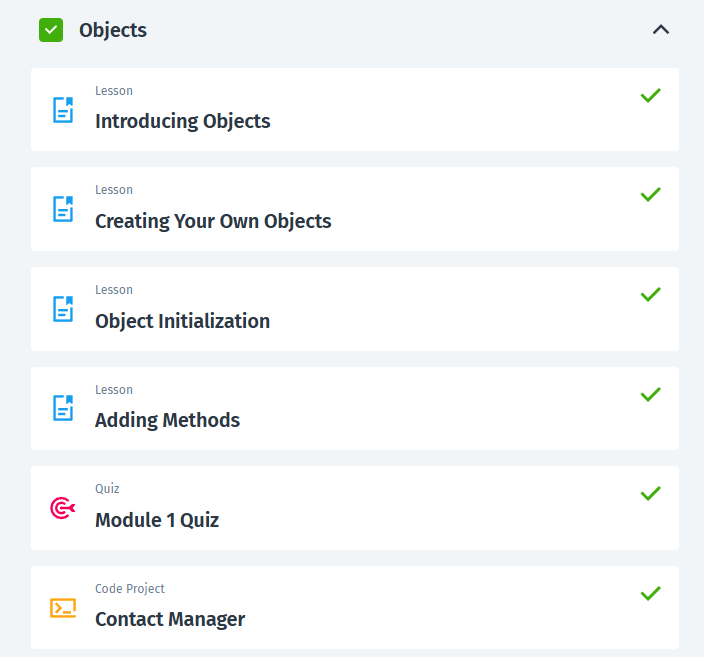 Objects
Lesson
Introducing Objects
Lesson
Creating Your Own Objects
Lesson
Object Initialization
Lesson
Adding Methods
Quiz
Module 1 Quiz
Code Project
Contact Manager